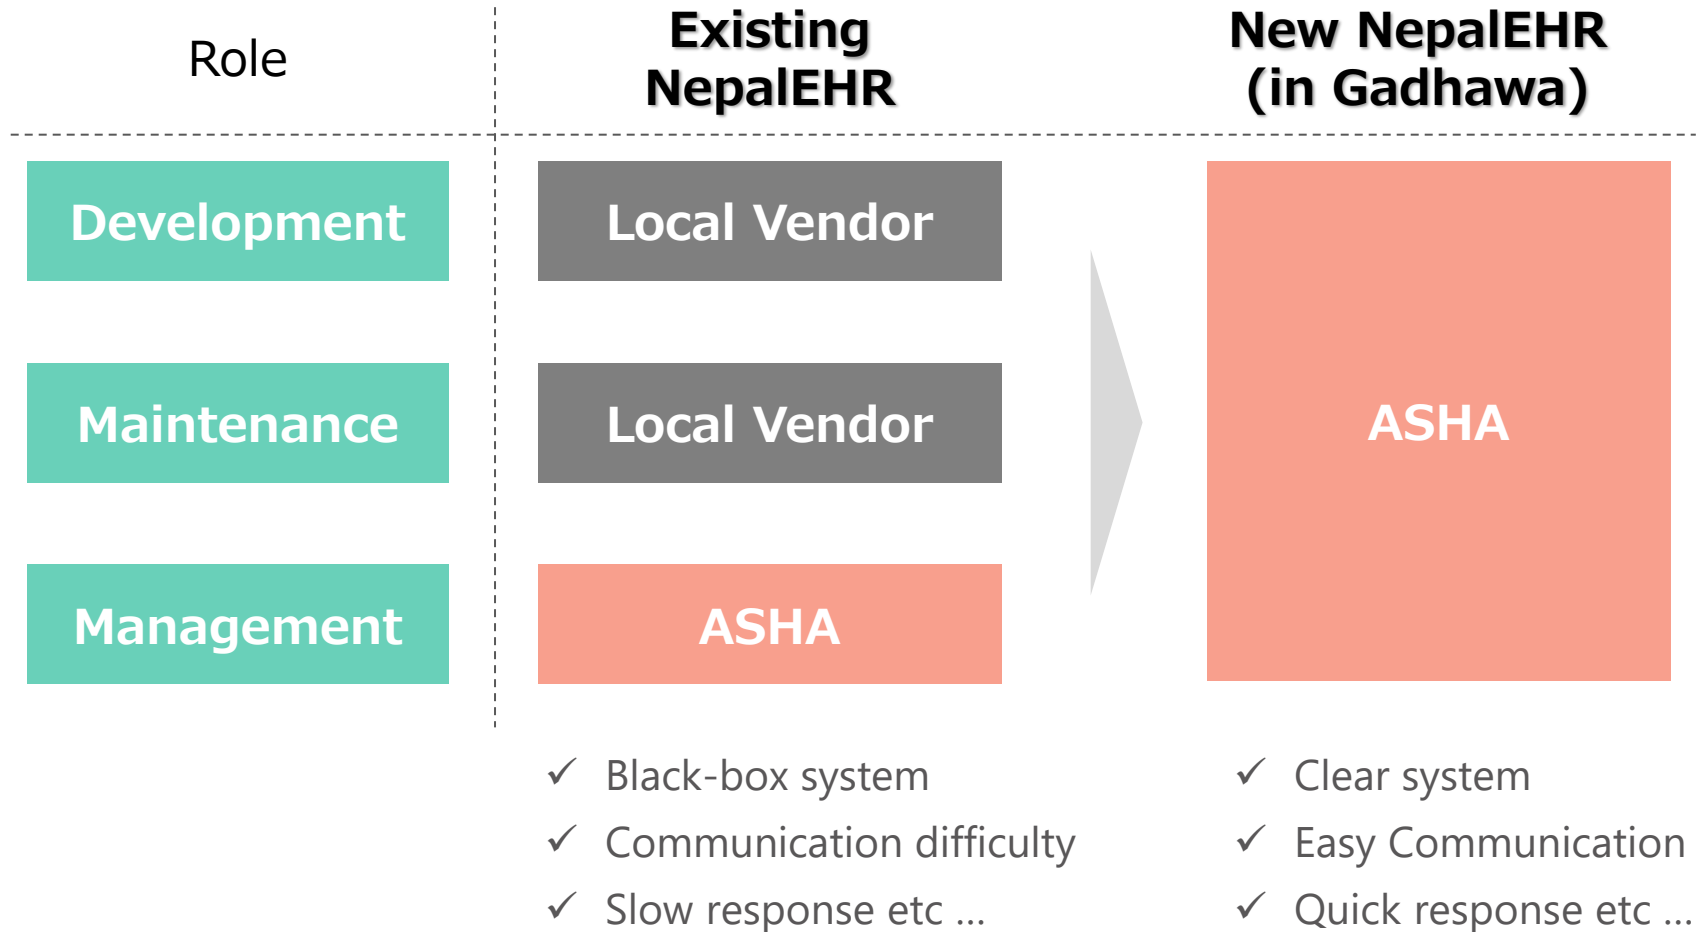 Role
Existing
NepalEHR
New NepalEHR
(in Gadhawa)
Development
Local Vendor
Maintenance
Local Vendor
ASHA
Management
ASHA
✓ Black-box system
✓ Communication difficulty
✓ Slow response etc ...
✓ Clear system
✓ Easy Communication
✓ Quick response etc ...